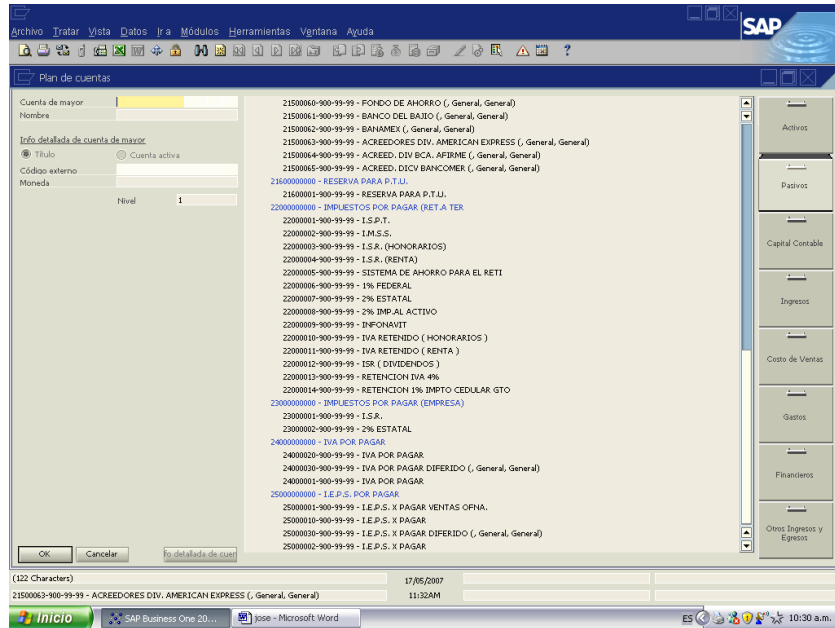 SAP
Archivo Tratar Vista Datos Ir a Módulos Herramientas Ventana Ayuda
Plan de cuentas
Cuenta de mayor
Nombre
Info detallada de cuenta de mayor
Título Cuenta activa
Código externo
Moneda
Nivel 1
21500060-900-99-99 - FONDO DE AHORRO (, General, General)
21500061-900-99-99 - BANCO DEL BAJIO (, General, General)
21500062-900-99-99 - BANAMEX (, General, General)
21500063-900-99-99 - ACREEDORES DIV. AMERICAN EXPRESS (, General, General)
21500064-900-99-99 - ACREED. DIV BCA. AFIRME (, General, General)
21500065-900-99-99 - ACREED. DICV BANCOMER (, General, General)
21600000000 - RESERVA PARA P.T.U.
21600001-900-99-99 - RESERVA PARA P.T.U.
22000000000 - IMPUESTOS POR PAGAR (RET.A TER
22000001-900-99-99 - I.S.P.T.
22000002-900-99-99 - I.M.S.S.
22000003-900-99-99 - I.S.R. (HONORARIOS)
22000004-900-99-99 - I.S.R. (RENTA)
22000005-900-99-99 - SISTEMA DE AHORRO PARA EL RETI
22000006-900-99-99 - 1% FEDERAL
22000007-900-99-99 - 2% ESTATAL
22000008-900-99-99 - 2% IMP.AL ACTIVO
22000009-900-99-99 - INFONAVIT
22000010-900-99-99 - IVA RETENIDO ( HONORARIOS )
22000011-900-99-99 - IVA RETENIDO ( RENTA )
22000012-900-99-99 - ISR ( DIVIDENDOS )
22000013-900-99-99 - RETENCION IVA 4%
22000014-900-99-99 - RETENCION 1% IMPTO CEDULAR GTO
23000000000 - IMPUESTOS POR PAGAR (EMPRESA)
23000001-900-99-99 - I.S.R.
23000002-900-99-99 - 2% ESTATAL
24000000000 - IVA POR PAGAR
24000020-900-99-99 - IVA POR PAGAR
24000030-900-99-99 - IVA POR PAGAR DIFERIDO (, General, General)
24000001-900-99-99 - IVA POR PAGAR
25000000000 - I.E.P.S. POR PAGAR
25000001-900-99-99 - I.E.P.S. X PAGAR VENTAS OFNA.
25000010-900-99-99 - I.E.P.S. X PAGAR
25000030-900-99-99 - I.E.P.S. X PAGAR DIFERIDO (, General, General)
25000002-900-99-99 - I.E.P.S. X PAGAR
Activos
Pasivos
Capital Contable
Ingresos
Costo de Ventas
Gastos
Financieros
Otros Ingresos y
Egresos
OK Cancelar fo detallada de cuen
(122 Characters) 17/05/2007
21500063-900-99-99 - ACREEDORES DIV. AMERICAN EXPRESS (, General, General) 11:32AM
Inicio SAP Business One 20... jose - Microsoft Word ES 10:30 a.m.